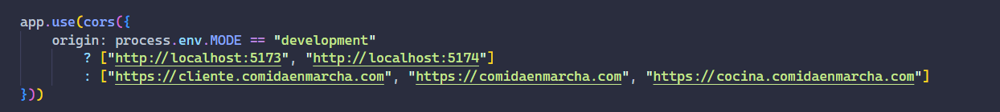 app.use(cors({
    origin: process.env.MODE == "development"
        ? ["http://localhost:5173", "http://localhost:5174"]
        : ["https://cliente.comidaenmarcha.com", "https://comidaenmarcha.com", "https://cocina.comidaenmarcha.com"]
}))